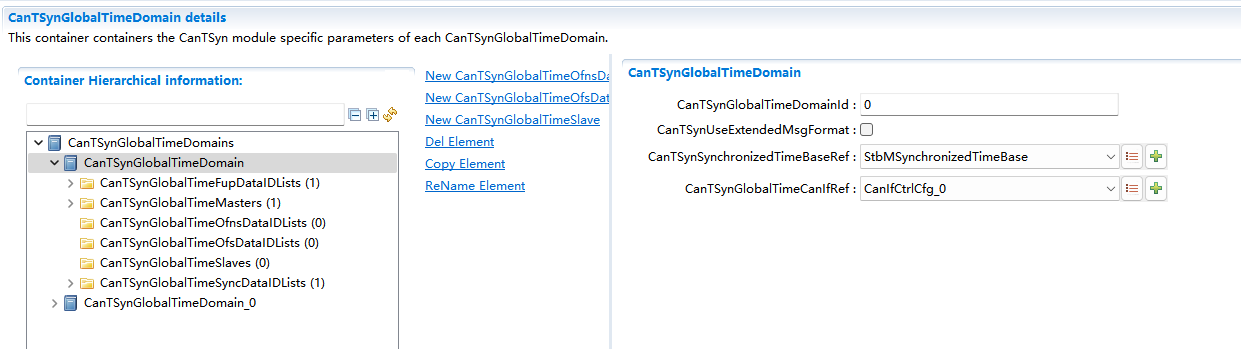 CanTSynGlobalTimeDomain details
This container containers the CanTSyn module specific parameters of each CanTSynGlobalTimeDomain.
Container Hierarchical information:
CanTSynGlobalTimeDomains
CanTSynGlobalTimeDomain
CanTSynGlobalTimeFupDataIDLists (1)
CanTSynGlobalTimeMasters (1)
CanTSynGlobalTimeOfnsDataIDLists (0)
CanTSynGlobalTimeOfsDataIDLists (0)
CanTSynGlobalTimeSlaves (0)
CanTSynGlobalTimeSyncDataIDLists (1)
CanTSynGlobalTimeDomain_0
New CanTSynGlobalTimeOfnsDa
New CanTSynGlobalTimeOfsDat
New CanTSynGlobalTimeSlave
Del Element
Copy Element
ReName Element
CanTSynGlobalTimeDomain
CanTSynGlobalTimeDomainId : 0
CanTSynUseExtendedMsgFormat :
CanTSynSynchronizedTimeBaseRef : StbMSynchronizedTimeBase
CanTSynGlobalTimeCanIfRef : CanIfCtrlCfg_0